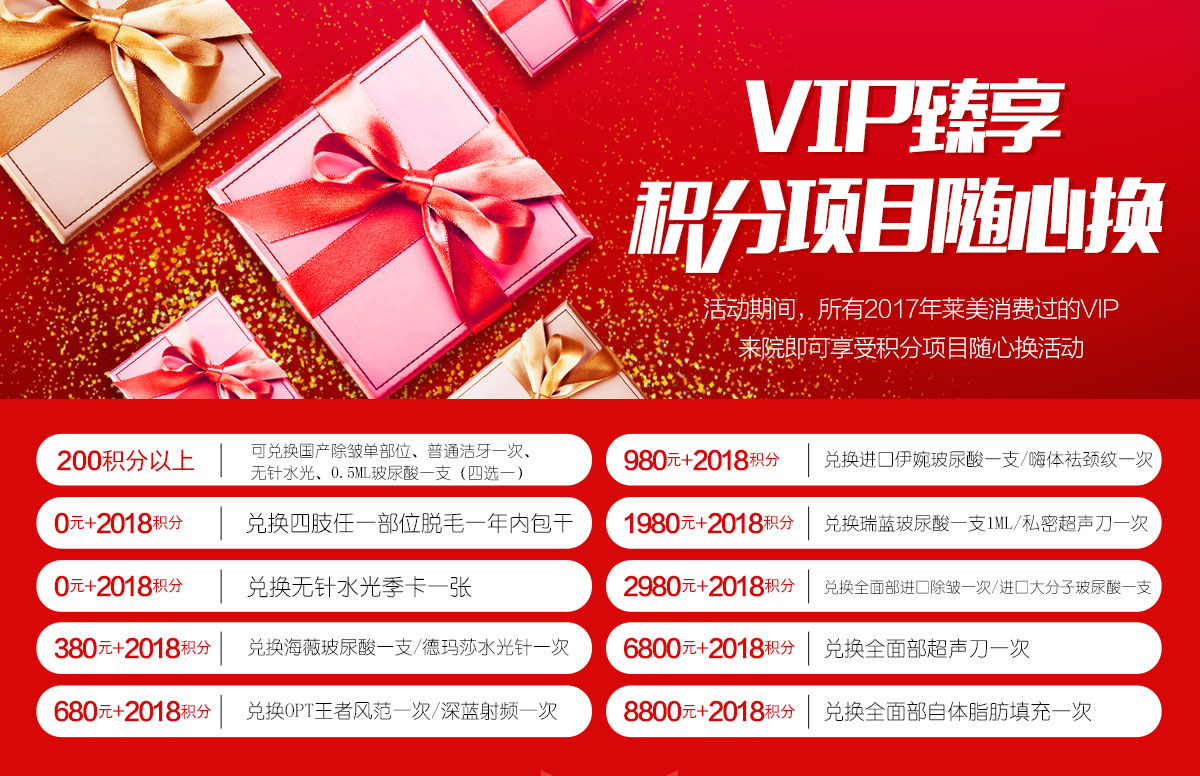 VIP臻享
积分项目随心换
活动期间，所有2017年莱美消费过的VIP
来院即可享受积分项目随心换活动
200积分以上
可兑换国产除皱单部位、普通洁牙一次、
无针水光、0.5ML玻尿酸一支（四选一）
0元+2018积分
兑换四肢任一部位脱毛一年内包干
0元+2018积分
兑换无针水光季卡一张
380元+2018积分
兑换海薇玻尿酸一支/德玛莎水光针一次
680元+2018积分
兑换OPT王者风范一次/深蓝射频一次
980元+2018积分
兑换进口伊婉玻尿酸一支/嗨体祛颈纹一次
1980元+2018积分
兑换瑞蓝玻尿酸一支1ML/私密超声刀一次
2980元+2018积分
兑换全面部进口除皱一次/进口大分子玻尿酸一支
6800元+2018积分
兑换全面部超声刀一次
8800元+2018积分
兑换全面部自体脂肪填充一次